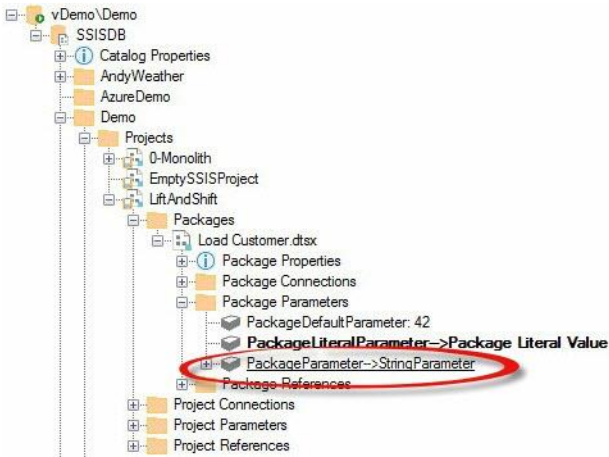 vDemo\Demo
SSISDB
Catalog Properties
AndyWeather
AzureDemo
Demo
Projects
0-Monolith
EmptySSISProject
LiftAndShift
Packages
Load Customer.dtsx
Package Properties
Package Connections
Package Parameters
PackageDefaultParameter: 42
PackageLiteralParameter-->Package Literal Value
PackageParameter-->StringParameter
Package References
Project Connections
Project Parameters
Project References